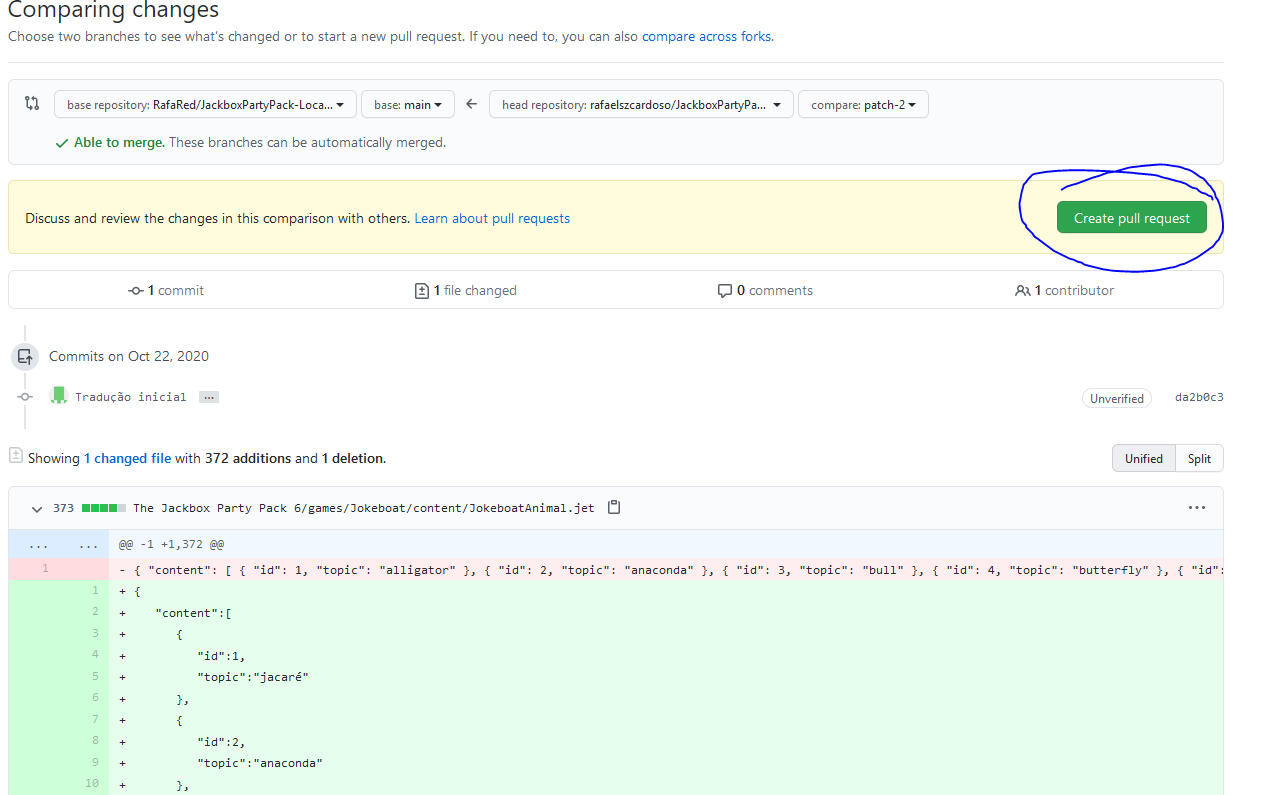 Comparing changes
Choose two branches to see what's changed or to start a new pull request. If you need to, you can also compare across forks.
base repository: RafaRed/JackboxPartyPack-Loca... base: main head repository: rafaelszcardoso/JackboxPartyPa... compare: patch-2
Able to merge. These branches can be automatically merged.
Discuss and review the changes in this comparison with others. Learn about pull requests Create pull request
1 commit 1 file changed 0 comments 1 contributor
Commits on Oct 22, 2020
Tradução inicial ... Unverified da2b0c3
Showing 1 changed file with 372 additions and 1 deletion. Unified Split
373 The Jackbox Party Pack 6/games/Jokeboat/content/JokeboatAnimal.jet ...
... ... @@ -1 +1,372 @@
1 - { "content": [ { "id": 1, "topic": "alligator" }, { "id": 2, "topic": "anaconda" }, { "id": 3, "topic": "bull" }, { "id": 4, "topic": "butterfly" }, { "id":
1 + {
2 + "content":[
3 + {
4 + "id":1,
5 + "topic":"jacaré"
6 + },
7 + {
8 + "id":2,
9 + "topic":"anaconda"
10 + },